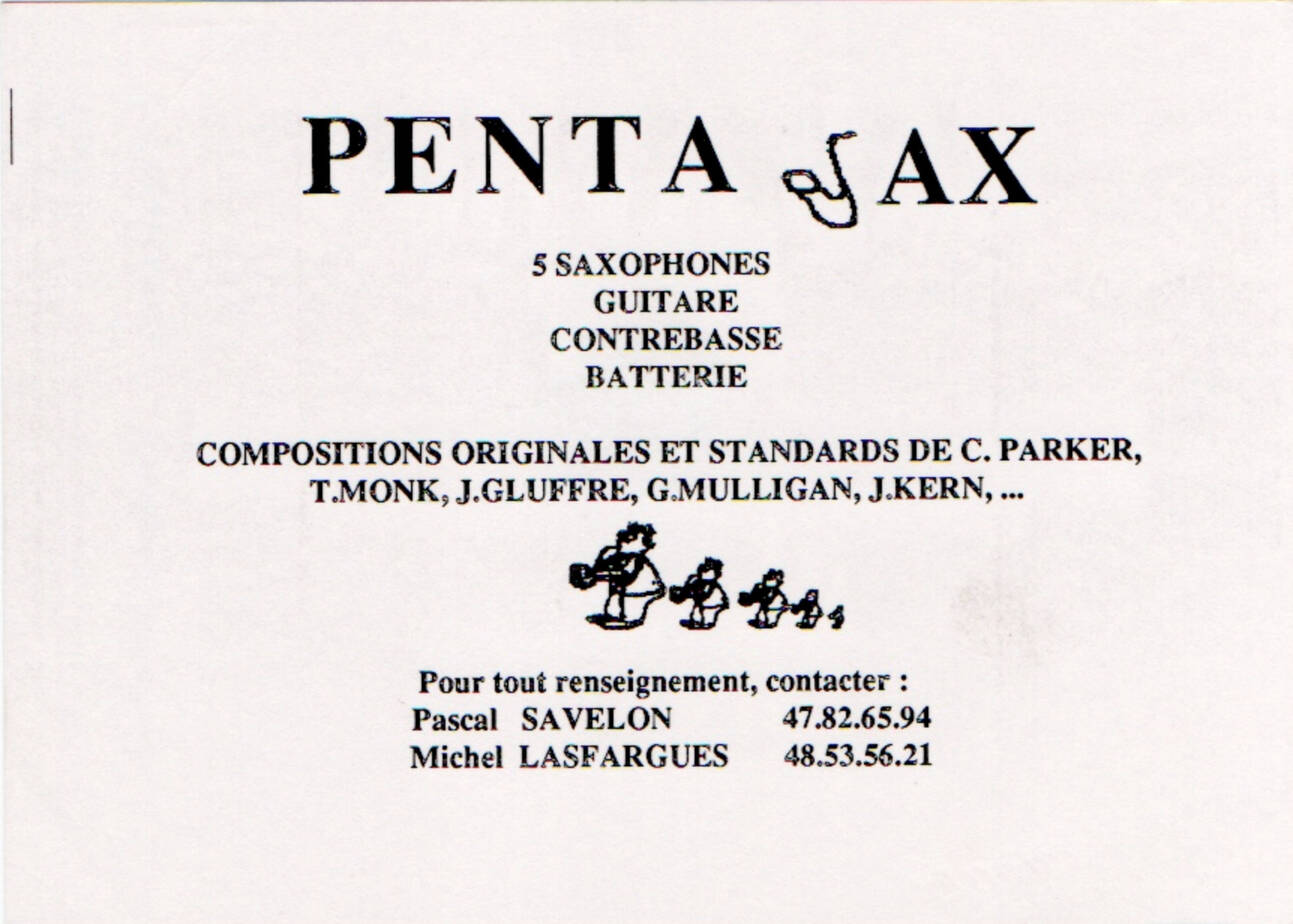 PENTA SAX
5 SAXOPHONES
GUITARE
CONTREBASSE
BATTERIE
COMPOSITIONS ORIGINALES ET STANDARDS DE C. PARKER,
T.MONK, J.GLUFFRE, G.MULLIGAN, J.KERN, ...
Pour tout renseignement, contacter :
Pascal SAVELON 47.82.65.94
Michel LASFARGUES 48.53.56.21